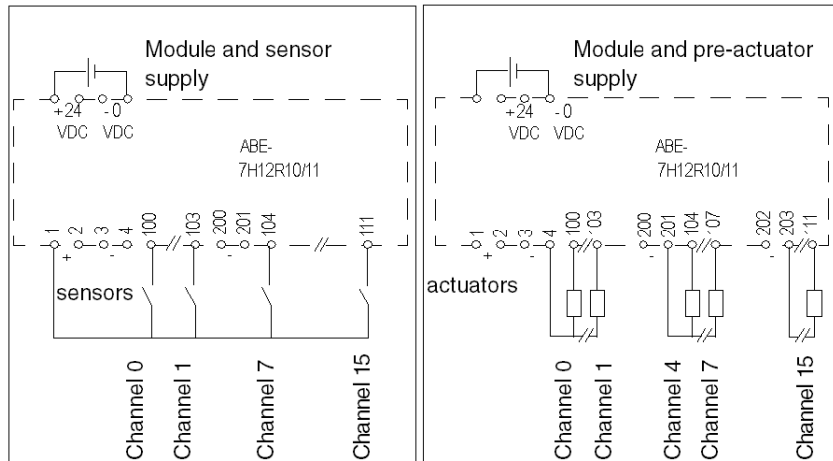 Module and sensor
supply
+24 -0
VDC VDC
ABE-
7H12R10/11
1 2 3 4 100 103 200 201 104 111
+ - -
sensors
Channel 0
Channel 1
Channel 7
Channel 15
Module and pre-actuator
supply
+24 -0
VDC VDC
ABE-
7H12R10/11
1 2 3 4 100 103 200 201 104 107 202 203 111
+ - - -
actuators
Channel 0
Channel 1
Channel 4
Channel 7
Channel 15